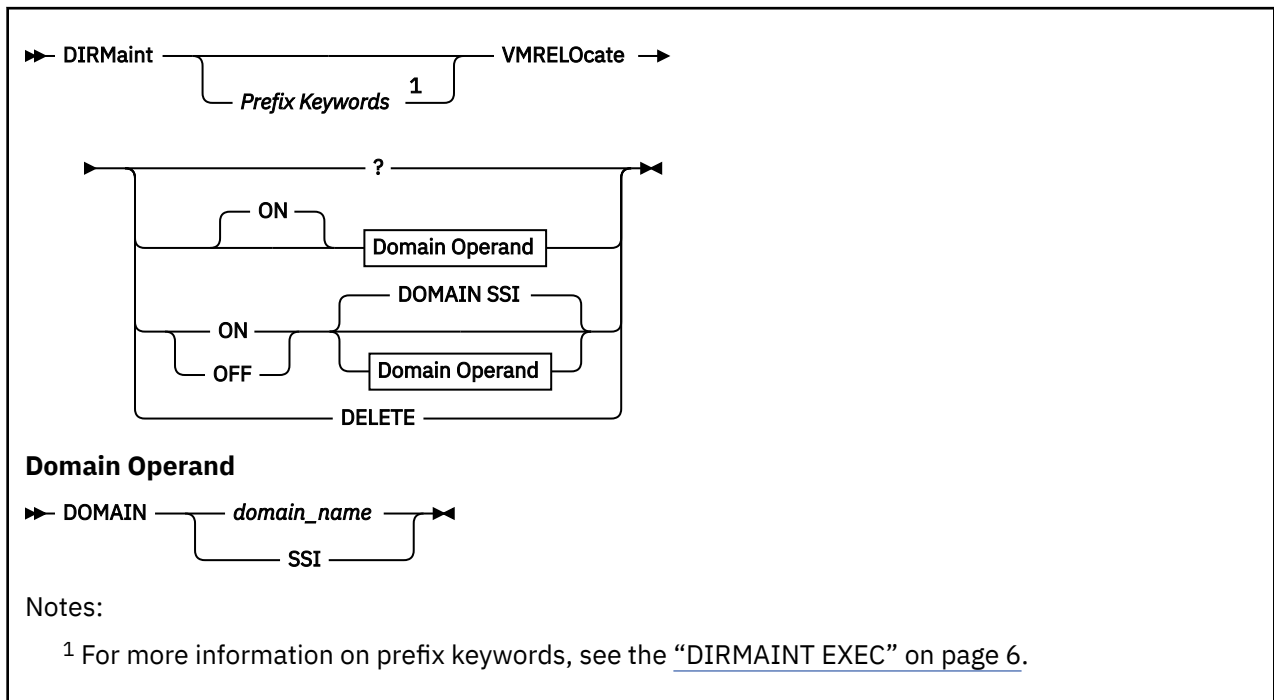 DIRMaint VMRELOcate
Prefix Keywords 1
?
ON
Domain Operand
DOMAIN SSI
ON
OFF Domain Operand
DELETE
Domain Operand
DOMAIN domain_name
SSI
Notes:
1 For more information on prefix keywords, see the “DIRMAINT EXEC” on page 6.